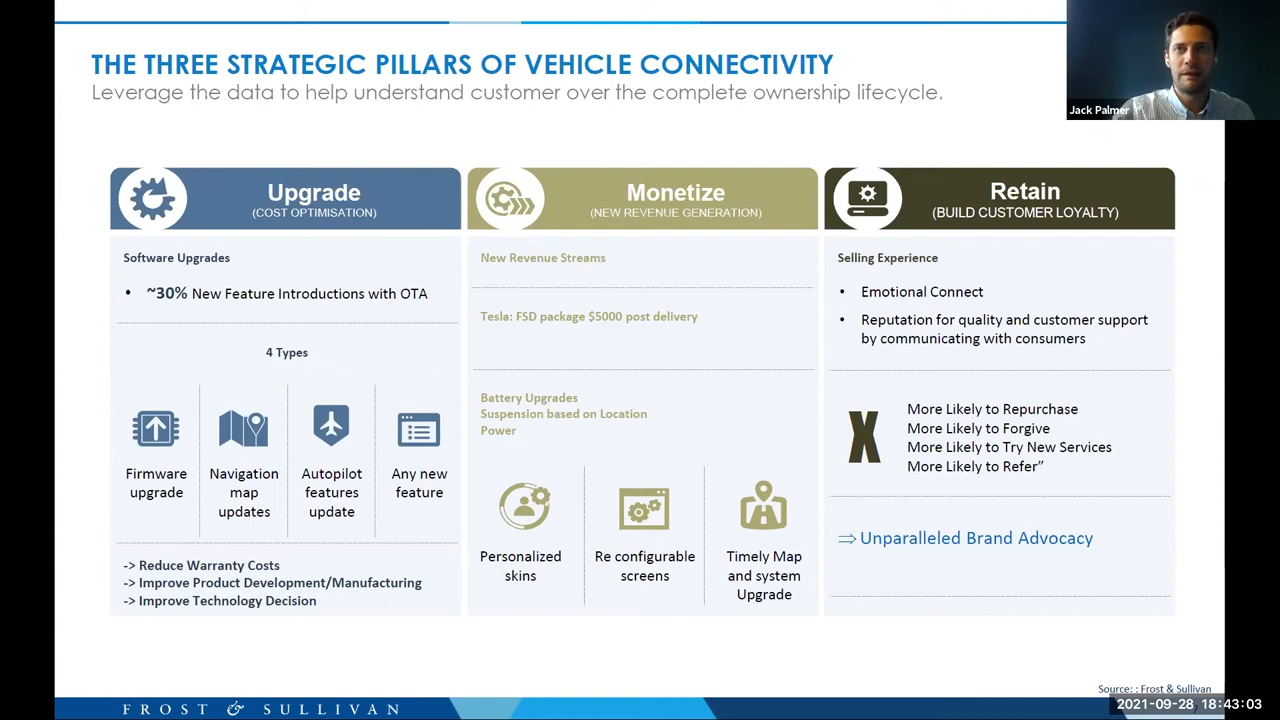 THE THREE STRATEGIC PILLARS OF VEHICLE CONNECTIVITY
Leverage the data to help understand customer over the complete ownership lifecycle.
Jack Palmer
Upgrade
(COST OPTIMISATION)
Software Upgrades
• ~30% New Feature Introductions with OTA
4 Types
Firmware
upgrade
Navigation
map
updates
Autopilot
features
update
Any new
feature
-> Reduce Warranty Costs
-> Improve Product Development/Manufacturing
-> Improve Technology Decision
Monetize
(NEW REVENUE GENERATION)
New Revenue Streams
Tesla: FSD package $5000 post delivery
Battery Upgrades
Suspension based on Location
Power
Personalized
skins
Re configurable
screens
Timely Map
and system
Upgrade
Retain
(BUILD CUSTOMER LOYALTY)
Selling Experience
• Emotional Connect
• Reputation for quality and customer support
by communicating with consumers
X
More Likely to Repurchase
More Likely to Forgive
More Likely to Try New Services
More Likely to Refer”
⇒ Unparalleled Brand Advocacy
Source: : Frost & Sullivan
FROST & SULLIVAN
2021-09-28 18:43:03